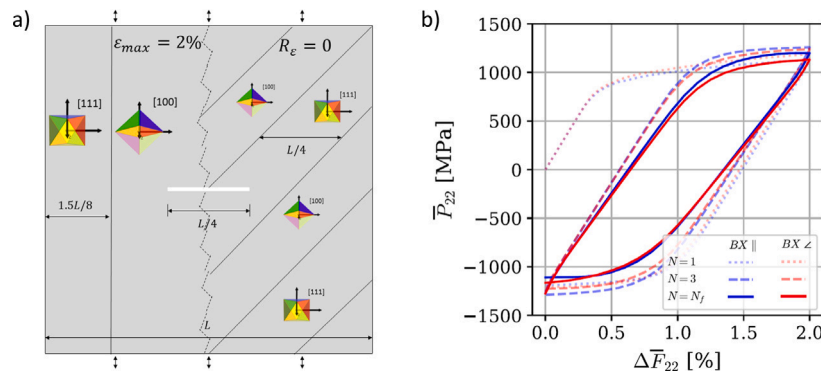 a)
ε_max = 2%
R_ε = 0
[111]
[100]
[100]
[111]
L/4
1.5L/8
L/4
[100]
[111]
L
b)
1500
1000
500
0
−500
−1000
−1500
P̅₂₂ [MPa]
0.0 0.5 1.0 1.5 2.0
ΔF̅₂₂ [%]
BX ∥ BX ∠
N = 1
N = 3
N = N_f